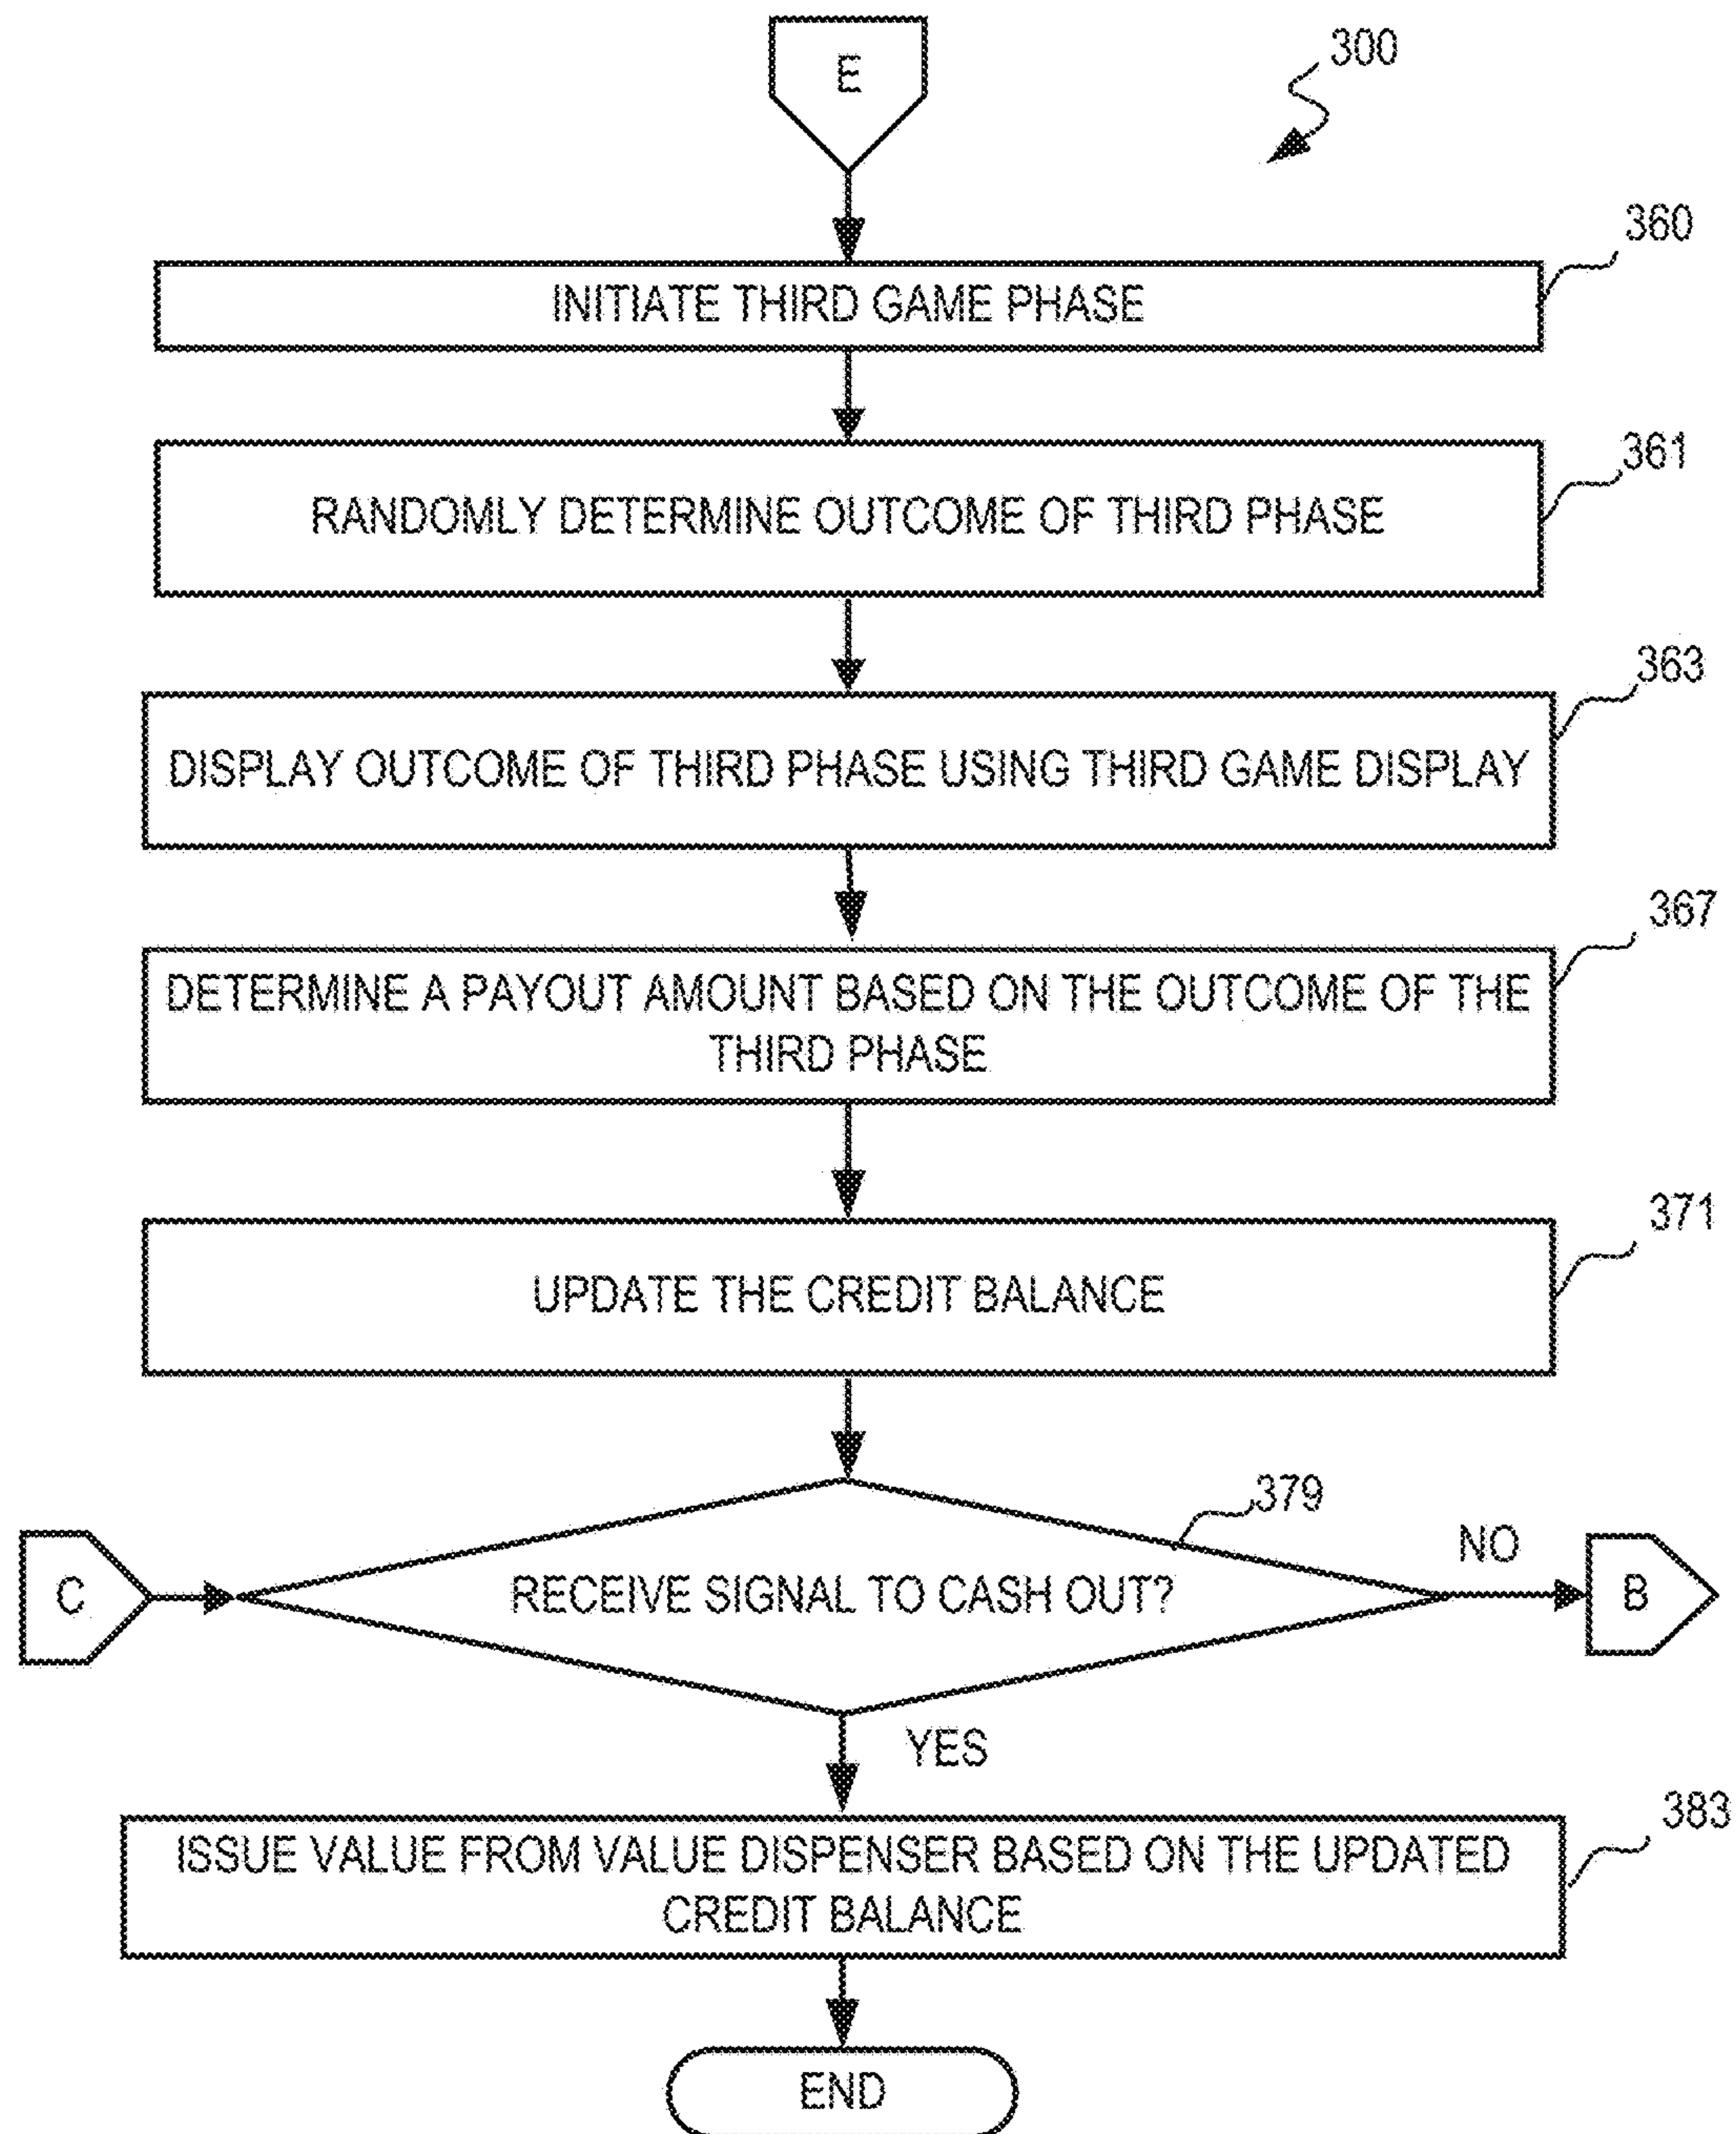 E
300
360
INITIATE THIRD GAME PHASE
361
RANDOMLY DETERMINE OUTCOME OF THIRD PHASE
363
DISPLAY OUTCOME OF THIRD PHASE USING THIRD GAME DISPLAY
367
DETERMINE A PAYOUT AMOUNT BASED ON THE OUTCOME OF THE
THIRD PHASE
371
UPDATE THE CREDIT BALANCE
379
C
RECEIVE SIGNAL TO CASH OUT?
NO
B
YES
383
ISSUE VALUE FROM VALUE DISPENSER BASED ON THE UPDATED
CREDIT BALANCE
END